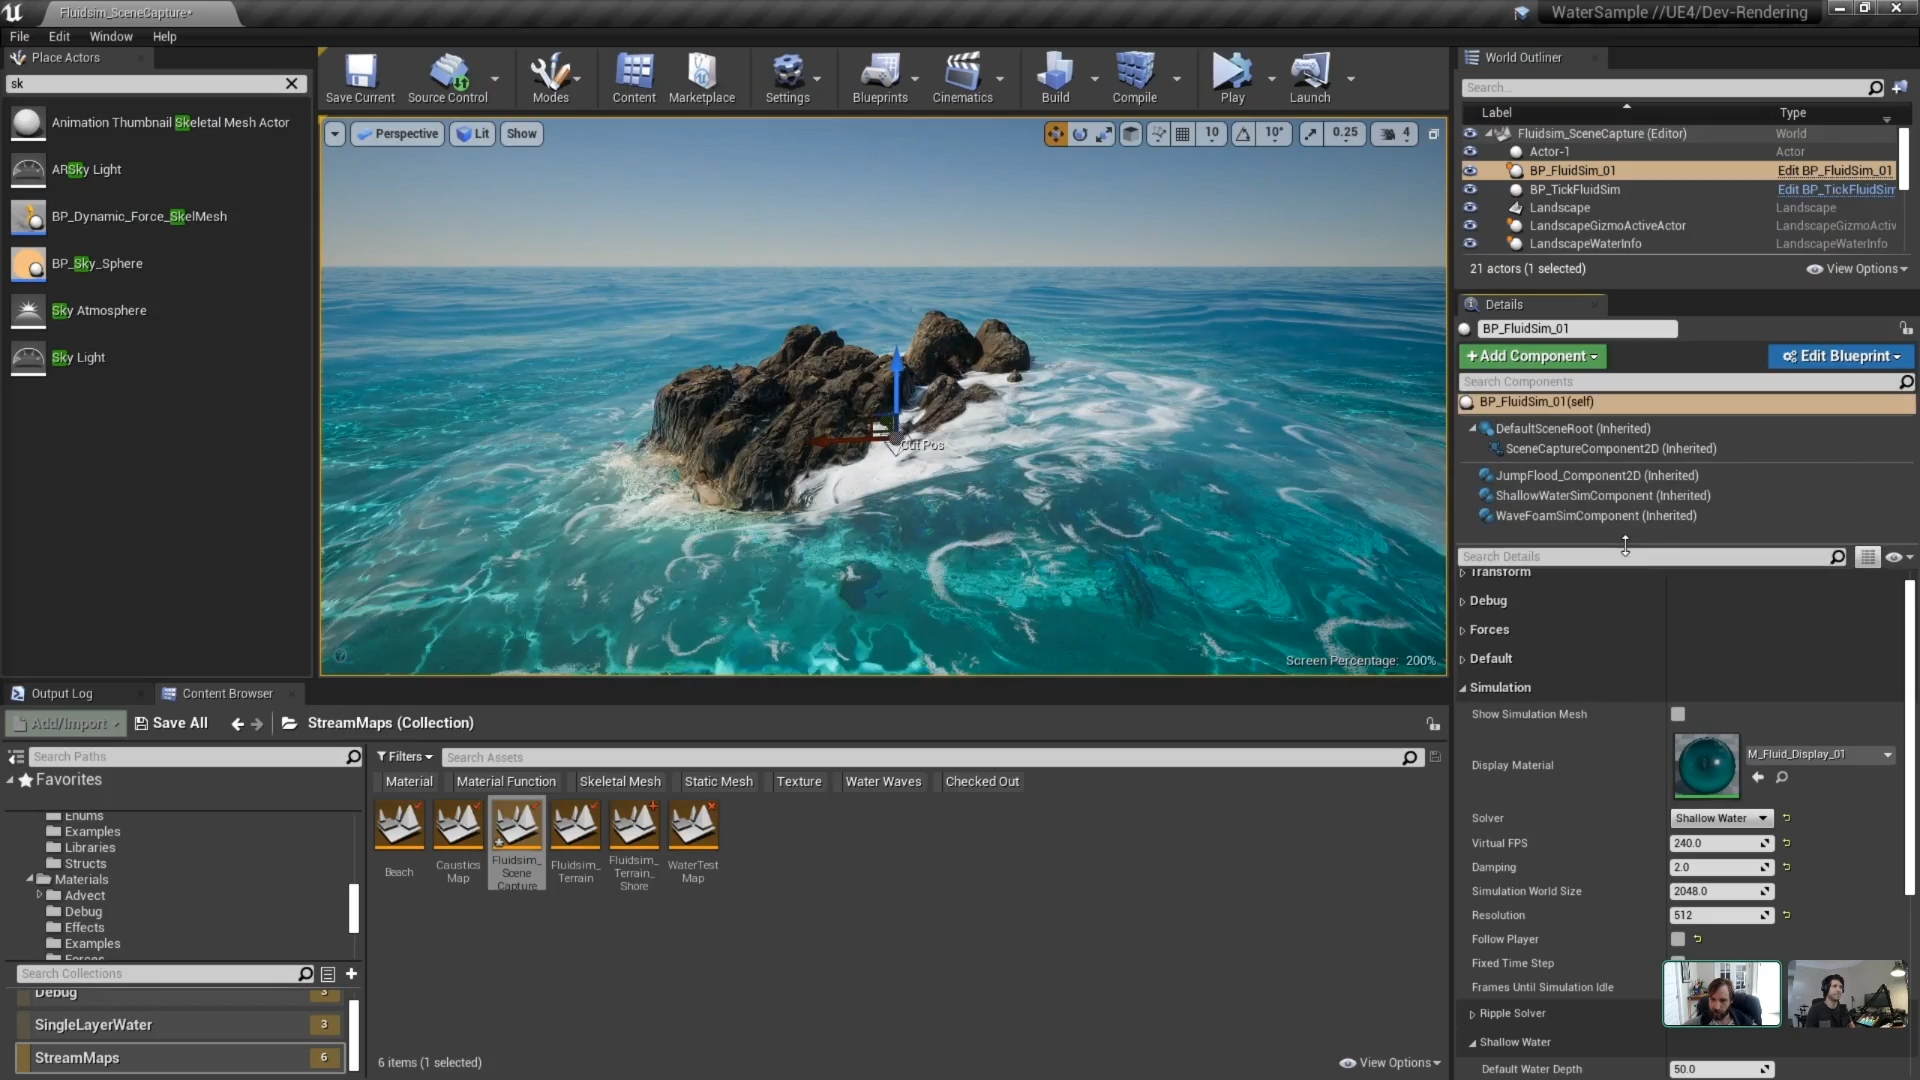 Fluidsim_SceneCapture*
WaterSample //UE4/Dev-Rendering
File Edit Window Help
Place Actors
sk
Animation Thumbnail Skeletal Mesh Actor
ARSky Light
BP_Dynamic_Force_SkelMesh
BP_Sky_Sphere
Sky Atmosphere
Sky Light
Save Current Source Control Modes Content Marketplace Settings Blueprints Cinematics Build Compile Play Launch
Perspective Lit Show
10 10° 0.25 4
Cut Pos
Screen Percentage: 200%
World Outliner
Search...
Label Type
Fluidsim_SceneCapture (Editor) World
Actor-1 Actor
BP_FluidSim_01 Edit BP_FluidSim_01
BP_TickFluidSim Edit BP_TickFluidSim
Landscape Landscape
LandscapeGizmoActiveActor LandscapeGizmoActiv
LandscapeWaterInfo LandscapeWaterInfo
21 actors (1 selected) View Options
Details
BP_FluidSim_01
+Add Component Edit Blueprint
Search Components
BP_FluidSim_01(self)
DefaultSceneRoot (Inherited)
SceneCaptureComponent2D (Inherited)
JumpFlood_Component2D (Inherited)
ShallowWaterSimComponent (Inherited)
WaveFoamSimComponent (Inherited)
Search Details
Transform
Debug
Forces
Default
Simulation
Show Simulation Mesh
Display Material M_Fluid_Display_01
Solver Shallow Water
Virtual FPS 240.0
Damping 2.0
Simulation World Size 2048.0
Resolution 512
Follow Player
Fixed Time Step
Frames Until Simulation Idle
Ripple Solver
Shallow Water
Default Water Depth 50.0
Output Log Content Browser
Add/Import Save All StreamMaps (Collection)
Search Paths
Favorites
Enums
Examples
Libraries
Structs
Materials
Advect
Debug
Effects
Examples
Forces
Search Collections
Debug 3
SingleLayerWater 3
StreamMaps 6
Filters Search Assets
Material Material Function Skeletal Mesh Static Mesh Texture Water Waves Checked Out
Beach
Caustics
Map
Fluidsim_
Scene
Capture
Fluidsim_
Terrain
Fluidsim_
Terrain_
Shore
WaterTest
Map
6 items (1 selected) View Options